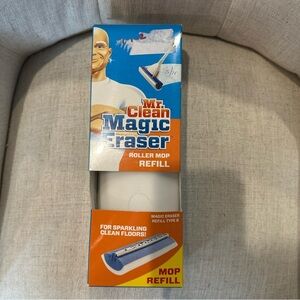 Mr.
Clean
Magic
Eraser
ROLLER MOP
REFILL
MAGIC ERASER
REFILL TYPE B
FOR SPARKLING
CLEAN FLOORS!
MOP
REFILL